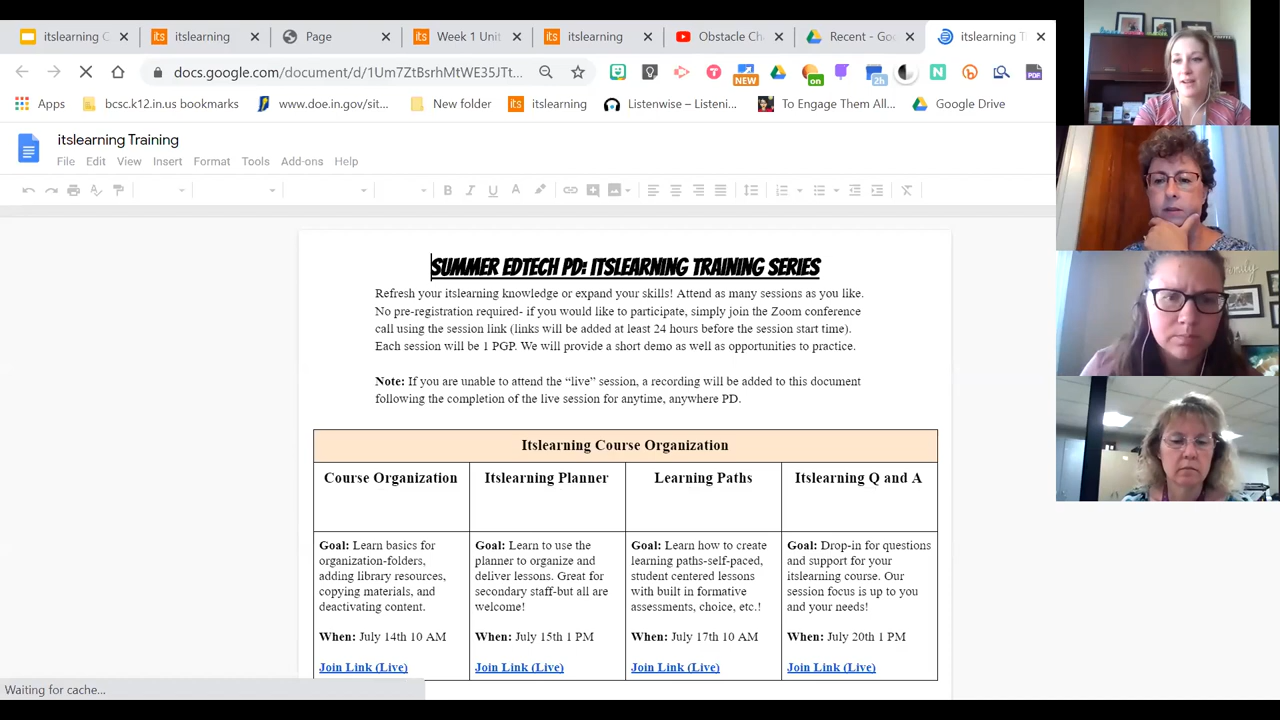 itslearning C
itslearning
Page
Week 1 Unit
itslearning
Obstacle Ch
Recent - Goo
itslearning T
docs.google.com/document/d/1Um7ZtBsrhMtWE35JTt...
NEW
on
2h
PDF
Apps
bcsc.k12.in.us bookmarks
www.doe.in.gov/sit...
New folder
itslearning
Listenwise – Listeni...
To Engage Them All...
Google Drive
itslearning Training
File Edit View Insert Format Tools Add-ons Help
SUMMER EDTECH PD: ITSLEARNING TRAINING SERIES
Refresh your itslearning knowledge or expand your skills! Attend as many sessions as you like.
No pre-registration required- if you would like to participate, simply join the Zoom conference
call using the session link (links will be added at least 24 hours before the session start time).
Each session will be 1 PGP. We will provide a short demo as well as opportunities to practice.
Note: If you are unable to attend the “live” session, a recording will be added to this document
following the completion of the live session for anytime, anywhere PD.
Itslearning Course Organization
Course Organization
Itslearning Planner
Learning Paths
Itslearning Q and A
Goal: Learn basics for
organization-folders,
adding library resources,
copying materials, and
deactivating content.
When: July 14th 10 AM
Join Link (Live)
Goal: Learn to use the
planner to organize and
deliver lessons. Great for
secondary staff-but all are
welcome!
When: July 15th 1 PM
Join Link (Live)
Goal: Learn how to create
learning paths-self-paced,
student centered lessons
with built in formative
assessments, choice, etc.!
When: July 17th 10 AM
Join Link (Live)
Goal: Drop-in for questions
and support for your
itslearning course. Our
session focus is up to you
and your needs!
When: July 20th 1 PM
Join Link (Live)
Waiting for cache...